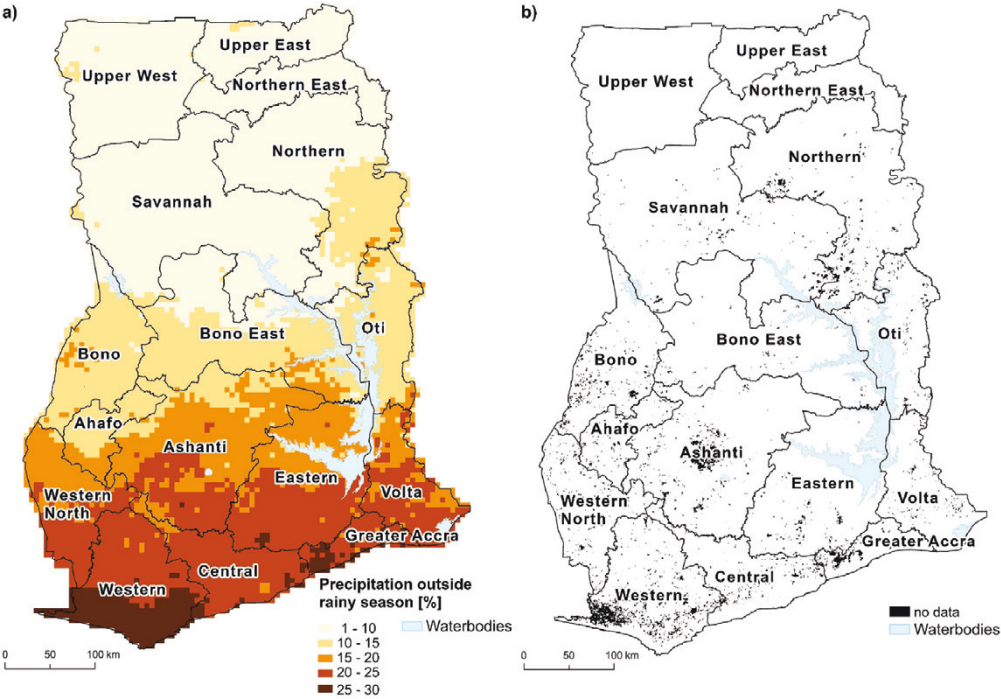 a)
Upper East
Upper West
Northern East
Northern
Savannah
Bono East
Oti
Bono
Ahafo
Ashanti
Eastern
Western
North
Volta
Greater Accra
Central
Western
Precipitation outside
rainy season [%]
1 - 10
10 - 15
15 - 20
20 - 25
25 - 30
Waterbodies
0 50 100 km
b)
Upper East
Upper West
Northern East
Northern
Savannah
Oti
Bono East
Bono
Ahafo
Ashanti
Eastern
Western
North
Volta
Greater Accra
Central
Western
no data
Waterbodies
0 50 100 km